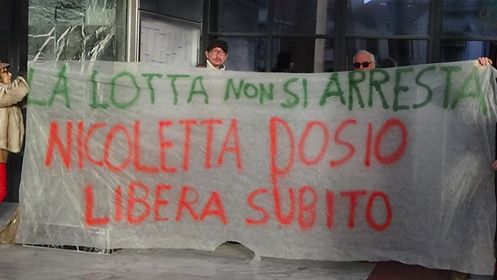 LA LOTTA NON SI ARRESTA
NICOLETTA DOSIO
LIBERA SUBITO